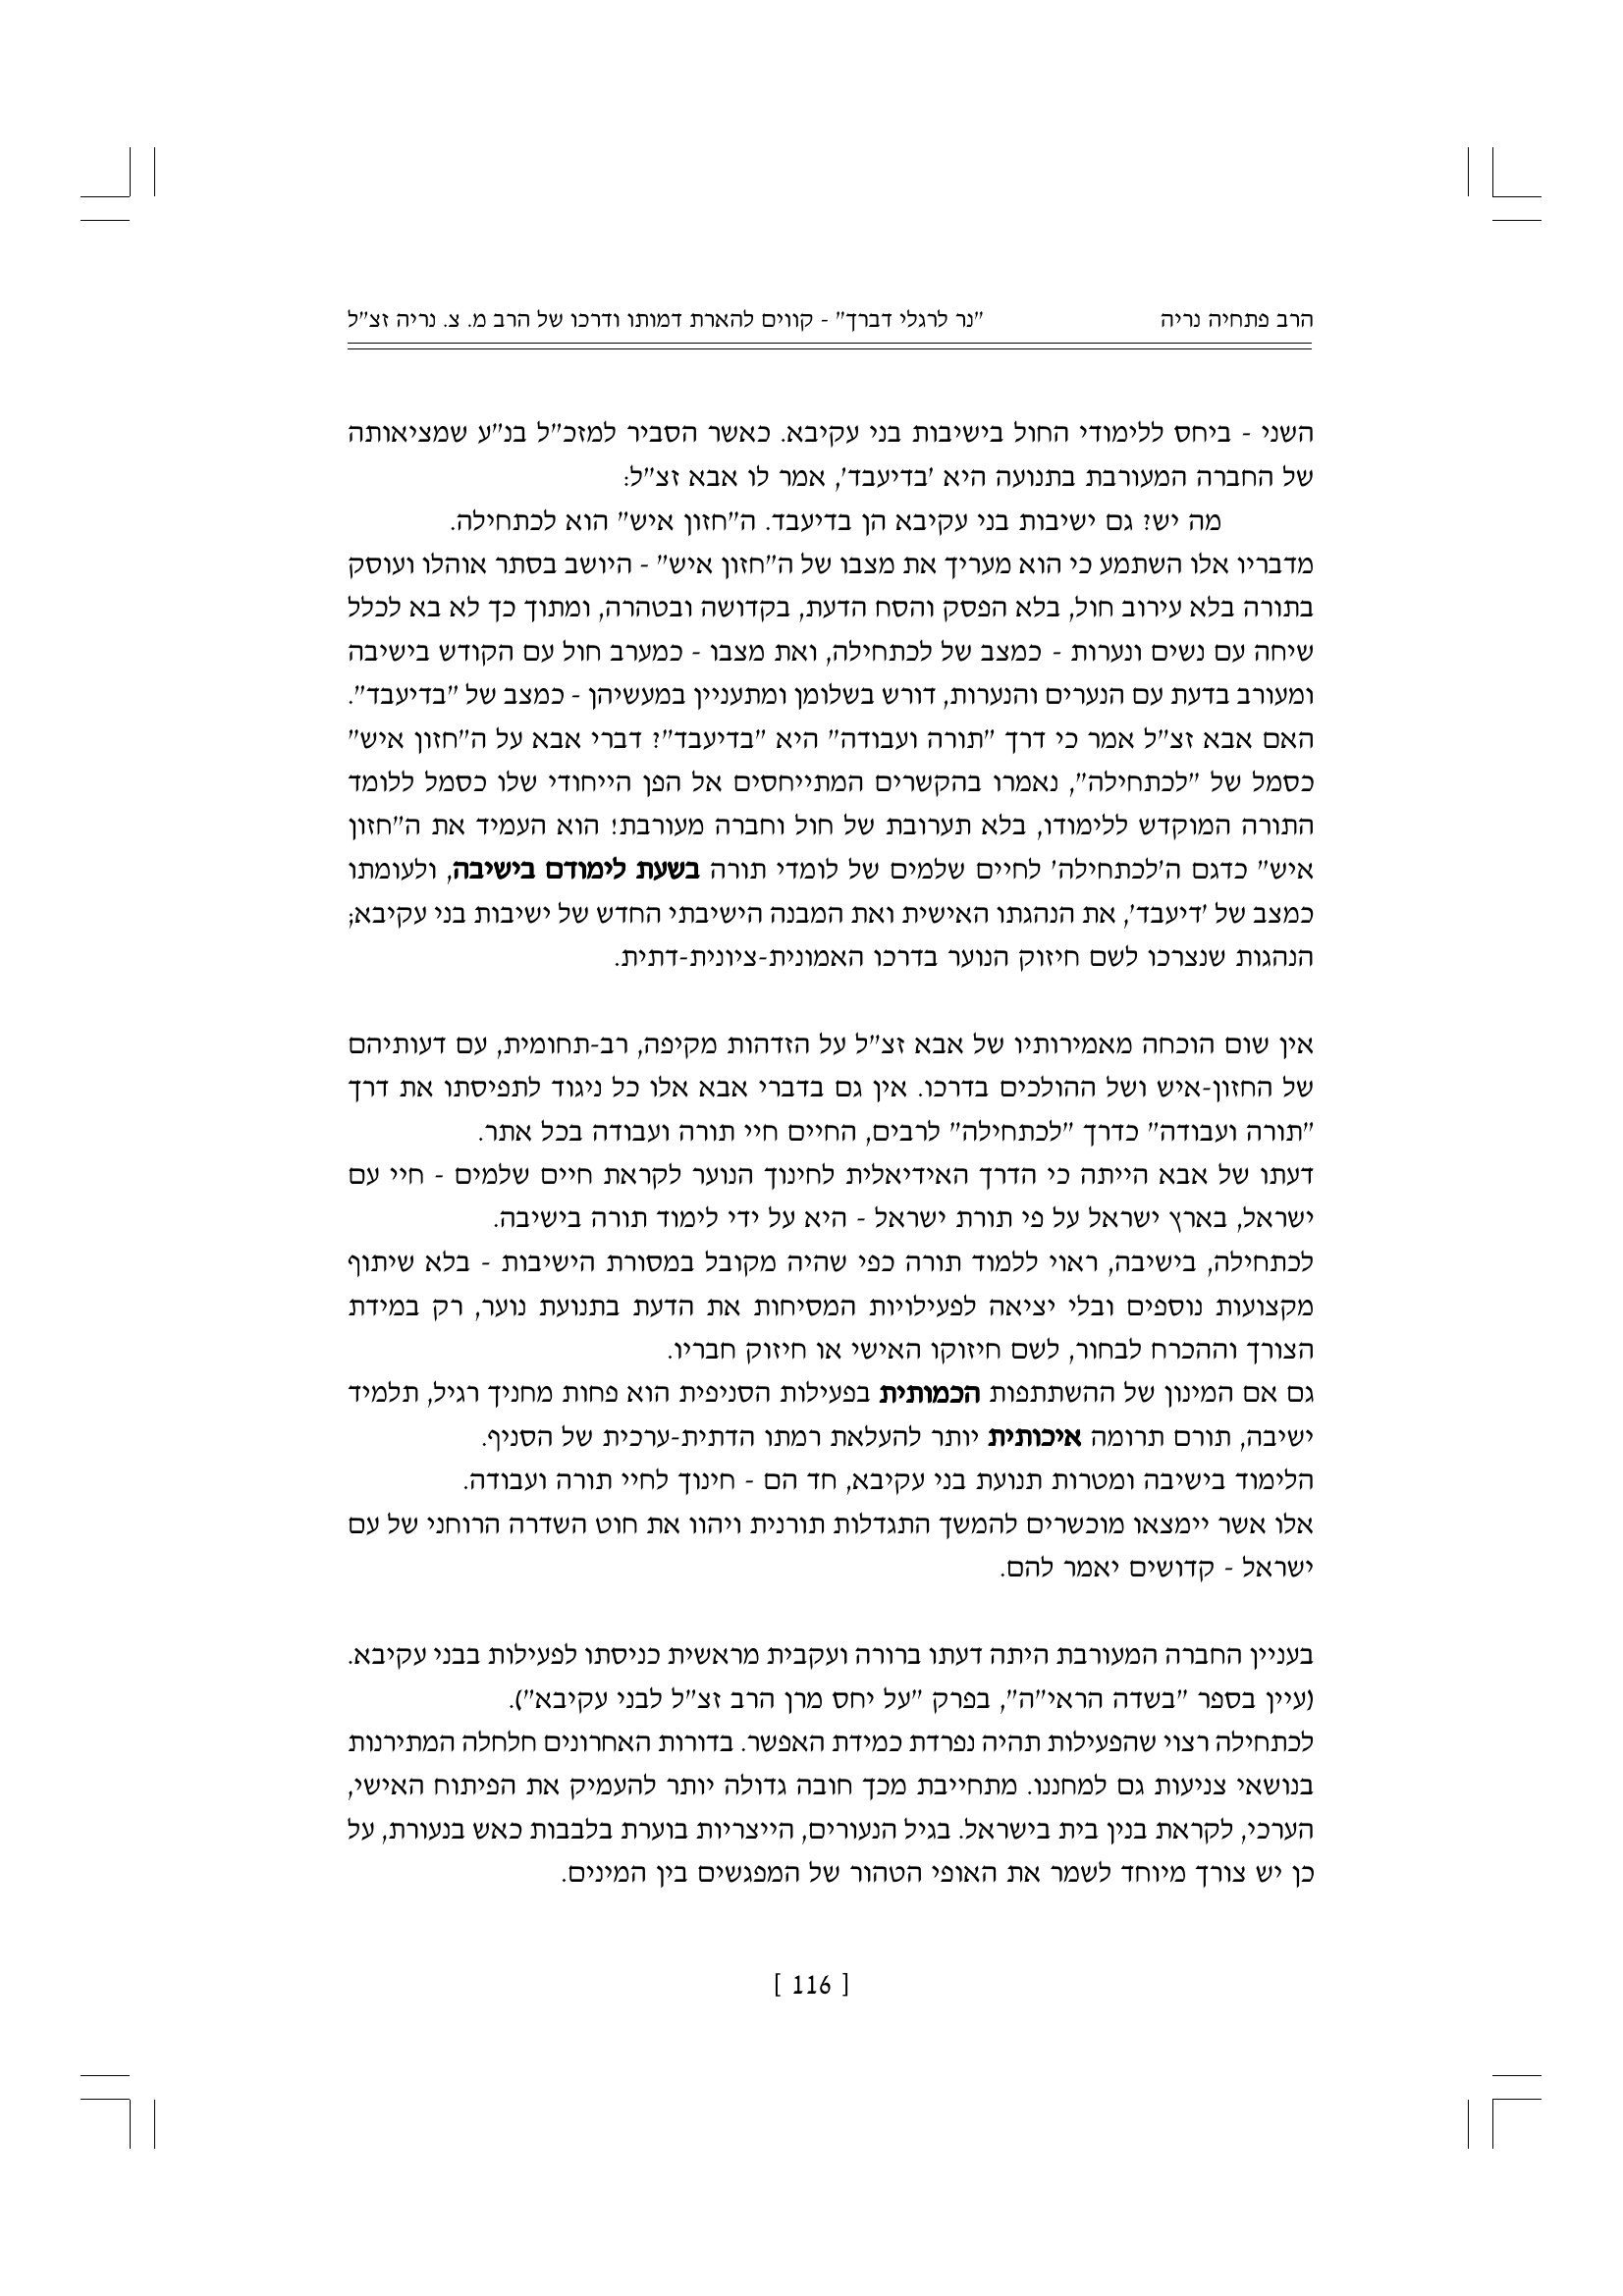 הרב פתחיה נריה "נר לרגלי דברך" - קווים להארת דמותו ודרכו של הרב מ. צ. נריה זצ"ל
השני - ביחס ללימודי החול בישיבות בני עקיבא. כאשר הסביר למזכ"ל בנ"ע שמציאותה
של החברה המעורבת בתנועה היא 'בדיעבד', אמר לו אבא זצ"ל:
מה יש? גם ישיבות בני עקיבא הן בדיעבד. ה"חזון איש" הוא לכתחילה.
מדבריו אלו השתמע כי הוא מעריך את מצבו של ה"חזון איש" - היושב בסתר אוהלו ועוסק
בתורה בלא עירוב חול, בלא הפסק והסח הדעת, בקדושה ובטהרה, ומתוך כך לא בא לכלל
שיחה עם נשים ונערות - כמצב של לכתחילה, ואת מצבו - כמערב חול עם הקודש בישיבה
ומעורב בדעת עם הנערים והנערות, דורש בשלומן ומתעניין במעשיהן - כמצב של "בדיעבד".
האם אבא זצ"ל אמר כי דרך "תורה ועבודה" היא "בדיעבד"? דברי אבא על ה"חזון איש"
כסמל של "לכתחילה", נאמרו בהקשרים המתייחסים אל הפן הייחודי שלו כסמל ללומד
התורה המוקדש ללימודו, בלא תערובת של חול וחברה מעורבת! הוא העמיד את ה"חזון
איש" כדגם ה'לכתחילה' לחיים שלמים של לומדי תורה בשעת לימודם בישיבה, ולעומתו
כמצב של 'דיעבד', את הנהגתו האישית ואת המבנה הישיבתי החדש של ישיבות בני עקיבא;
הנהגות שנצרכו לשם חיזוק הנוער בדרכו האמונית-ציונית-דתית.
אין שום הוכחה מאמירותיו של אבא זצ"ל על הזדהות מקיפה, רב-תחומית, עם דעותיהם
של החזון-איש ושל ההולכים בדרכו. אין גם בדברי אבא אלו כל ניגוד לתפיסתו את דרך
"תורה ועבודה" כדרך "לכתחילה" לרבים, החיים חיי תורה ועבודה בכל אתר.
דעתו של אבא הייתה כי הדרך האידיאלית לחינוך הנוער לקראת חיים שלמים - חיי עם
ישראל, בארץ ישראל על פי תורת ישראל - היא על ידי לימוד תורה בישיבה.
לכתחילה, בישיבה, ראוי ללמוד תורה כפי שהיה מקובל במסורת הישיבות - בלא שיתוף
מקצועות נוספים ובלי יציאה לפעילויות המסיחות את הדעת בתנועת נוער, רק במידת
הצורך וההכרח לבחור, לשם חיזוקו האישי או חיזוק חבריו.
גם אם המינון של ההשתתפות הכמותית בפעילות הסניפית הוא פחות מחניך רגיל, תלמיד
ישיבה, תורם תרומה איכותית יותר להעלאת רמתו הדתית-ערכית של הסניף.
הלימוד בישיבה ומטרות תנועת בני עקיבא, חד הם - חינוך לחיי תורה ועבודה.
אלו אשר יימצאו מוכשרים להמשך התגדלות תורנית ויהוו את חוט השדרה הרוחני של עם
ישראל - קדושים יאמר להם.
בעניין החברה המעורבת היתה דעתו ברורה ועקבית מראשית כניסתו לפעילות בבני עקיבא.
(עיין בספר "בשדה הראי"ה", בפרק "על יחס מרן הרב זצ"ל לבני עקיבא").
לכתחילה רצוי שהפעילות תהיה נפרדת כמידת האפשר. בדורות האחרונים חלחלה המתירנות
בנושאי צניעות גם למחננו. מתחייבת מכך חובה גדולה יותר להעמיק את הפיתוח האישי,
הערכי, לקראת בנין בית בישראל. בגיל הנעורים, הייצריות בוערת בלבבות כאש בנעורת, על
כן יש צורך מיוחד לשמר את האופי הטהור של המפגשים בין המינים.
[ 116 ]